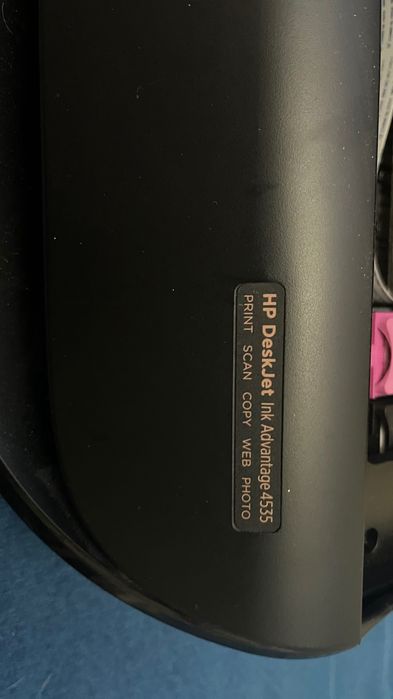 HP DeskJet Ink Advantage 4535
PRINT SCAN COPY WEB PHOTO